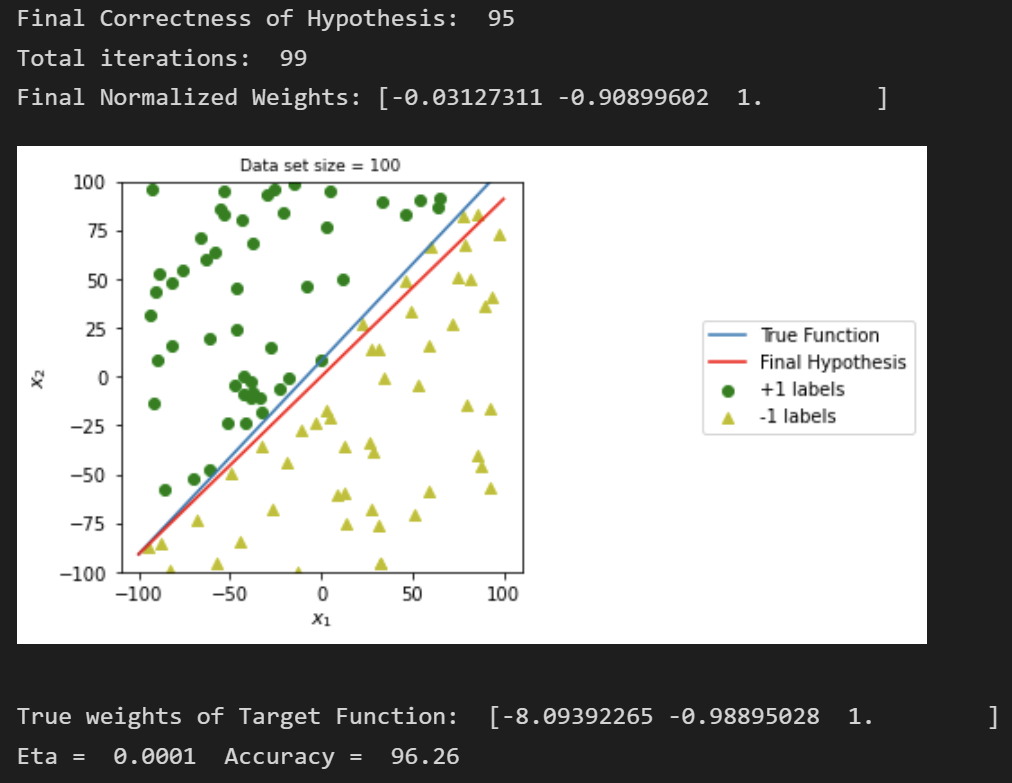 Final Correctness of Hypothesis:  95
Total iterations:  99
Final Normalized Weights: [-0.03127311 -0.90899602  1.        ]
Data set size = 100
100
75
50
25
0
−25
−50
−75
−100
x₂
−100 −50 0 50 100
x₁
True Function
Final Hypothesis
+1 labels
-1 labels
True weights of Target Function:  [-8.09392265 -0.98895028  1.        ]
Eta =  0.0001  Accuracy =  96.26